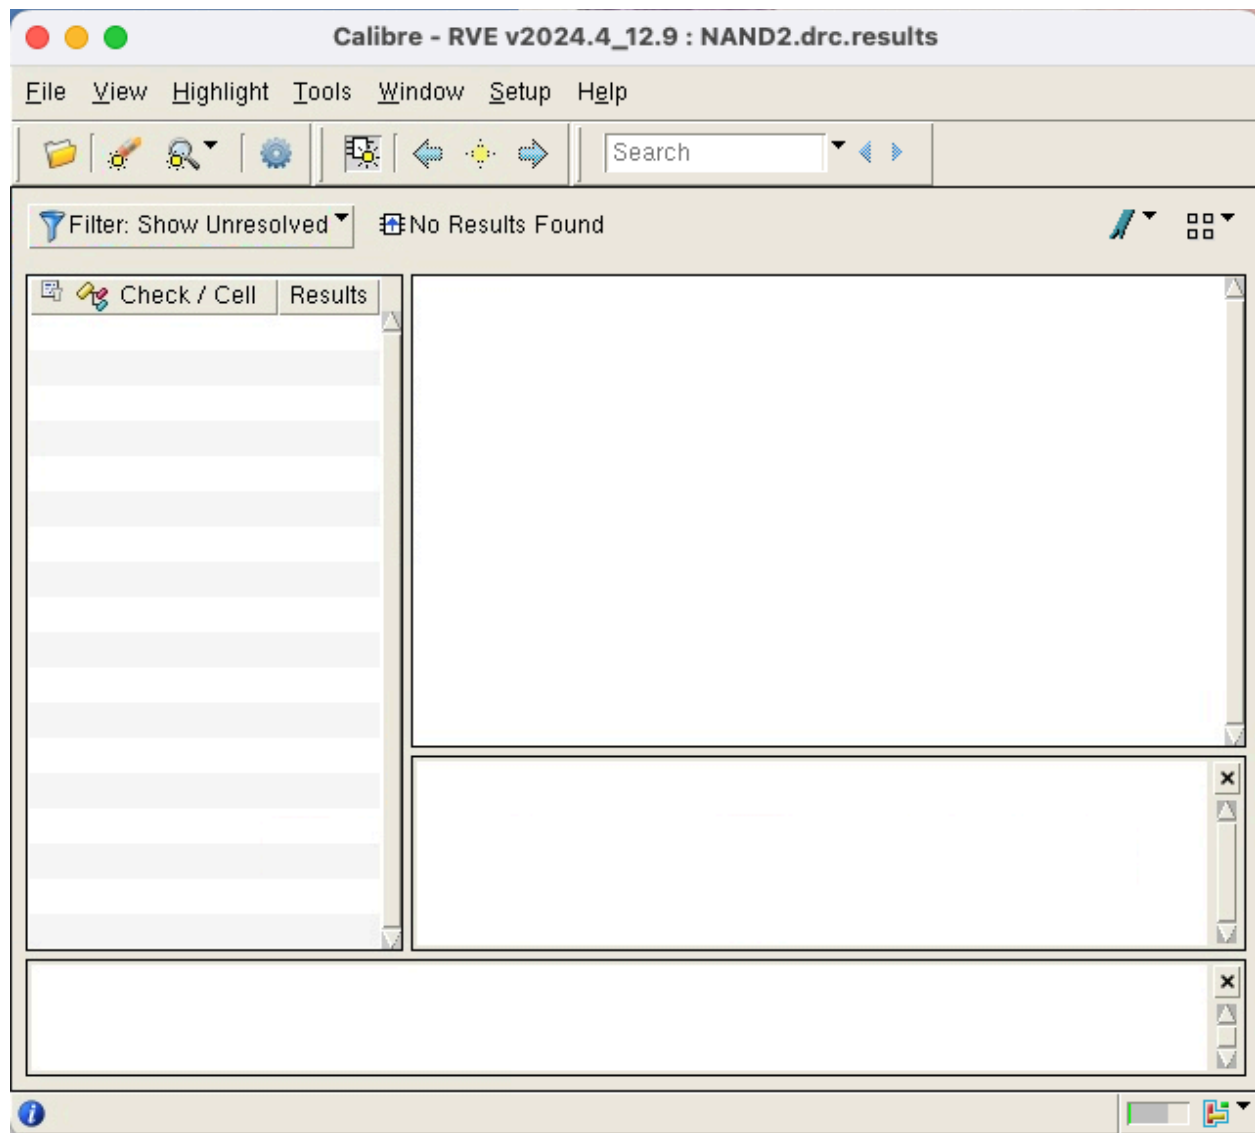 Calibre - RVE v2024.4_12.9 : NAND2.drc.results
File View Highlight Tools Window Setup Help
Search
Filter: Show Unresolved No Results Found
Check / Cell Results